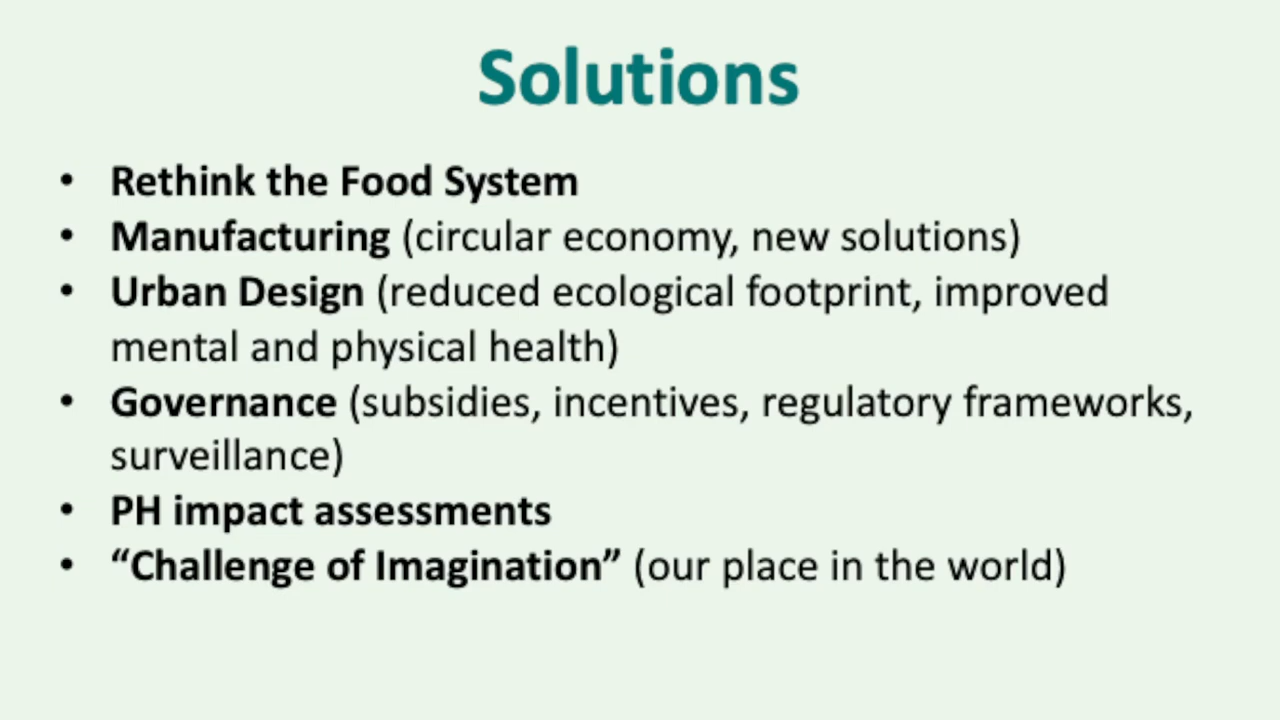 Solutions
• Rethink the Food System
• Manufacturing (circular economy, new solutions)
• Urban Design (reduced ecological footprint, improved
mental and physical health)
• Governance (subsidies, incentives, regulatory frameworks,
surveillance)
• PH impact assessments
• “Challenge of Imagination” (our place in the world)